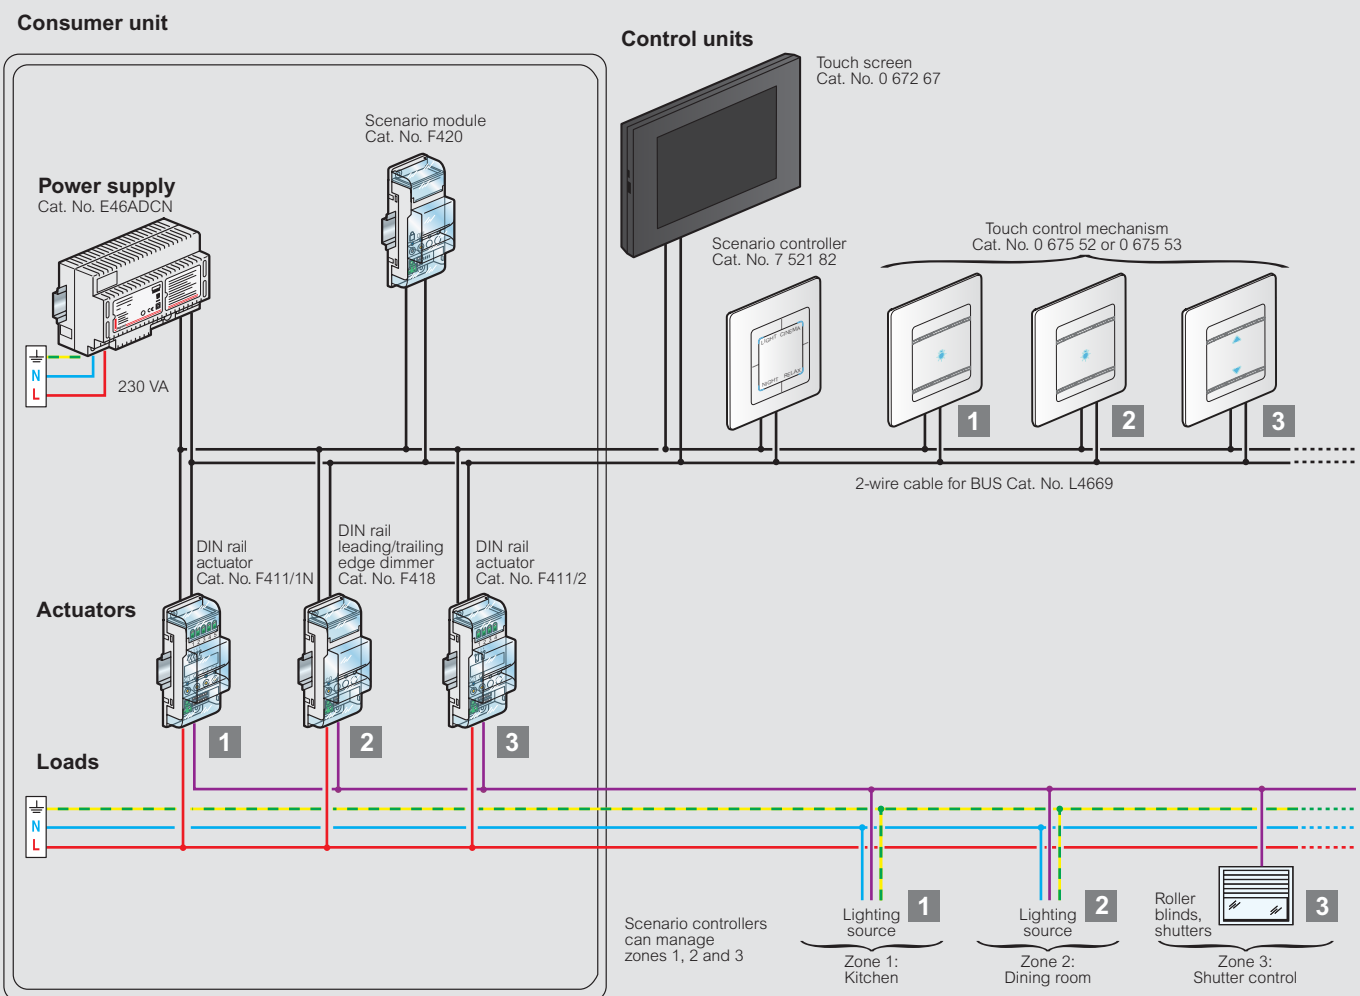 Consumer unit
Control units
Touch screen
Cat. No. 0 672 67
Scenario module
Cat. No. F420
Power supply
Cat. No. E46ADCN
N
L
230 VA
Scenario controller
Cat. No. 7 521 82
LIGHT CINEMA
NIGHT RELAX
Touch control mechanism
Cat. No. 0 675 52 or 0 675 53
1
2
3
2-wire cable for BUS Cat. No. L4669
DIN rail
actuator
Cat. No. F411/1N
DIN rail
leading/trailing
edge dimmer
Cat. No. F418
DIN rail
actuator
Cat. No. F411/2
Actuators
1
2
3
Loads
N
L
Scenario controllers
can manage
zones 1, 2 and 3
Lighting
source
1
Zone 1:
Kitchen
Lighting
source
2
Zone 2:
Dining room
Roller
blinds,
shutters
3
Zone 3:
Shutter control